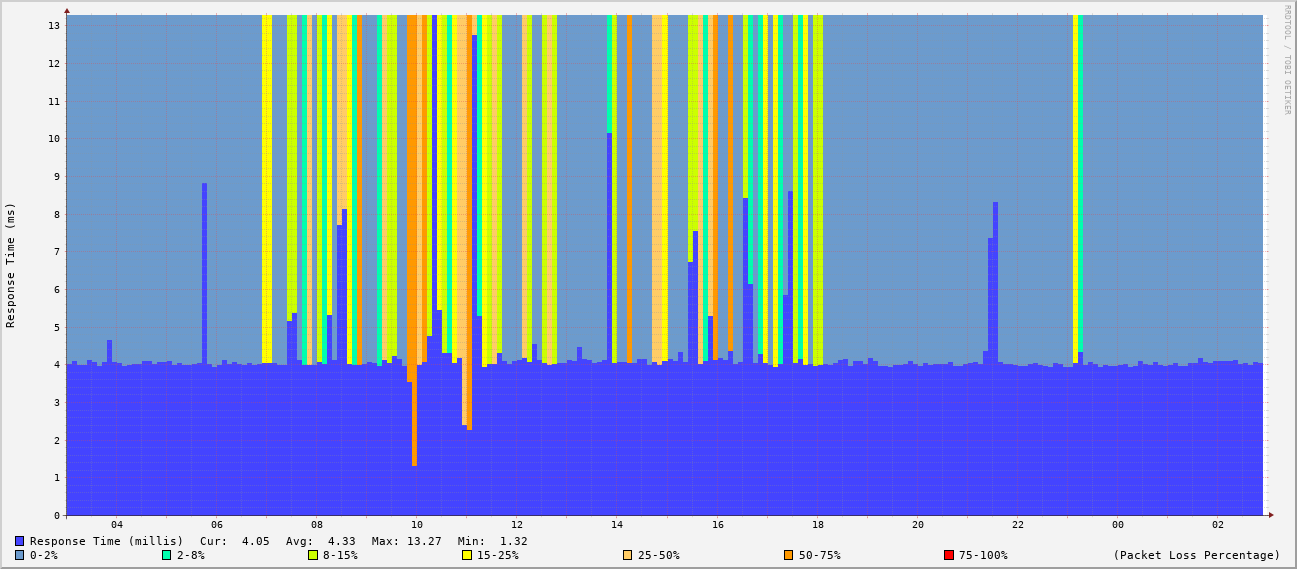 RRDTOOL / TOBI OETIKER
Response Time (ms)
13
12
11
10
9
8
7
6
5
4
3
2
1
0
04 06 08 10 12 14 16 18 20 22 00 02
Response Time (millis) Cur: 4.05 Avg: 4.33 Max: 13.27 Min: 1.32
0-2% 2-8% 8-15% 15-25% 25-50% 50-75% 75-100% (Packet Loss Percentage)